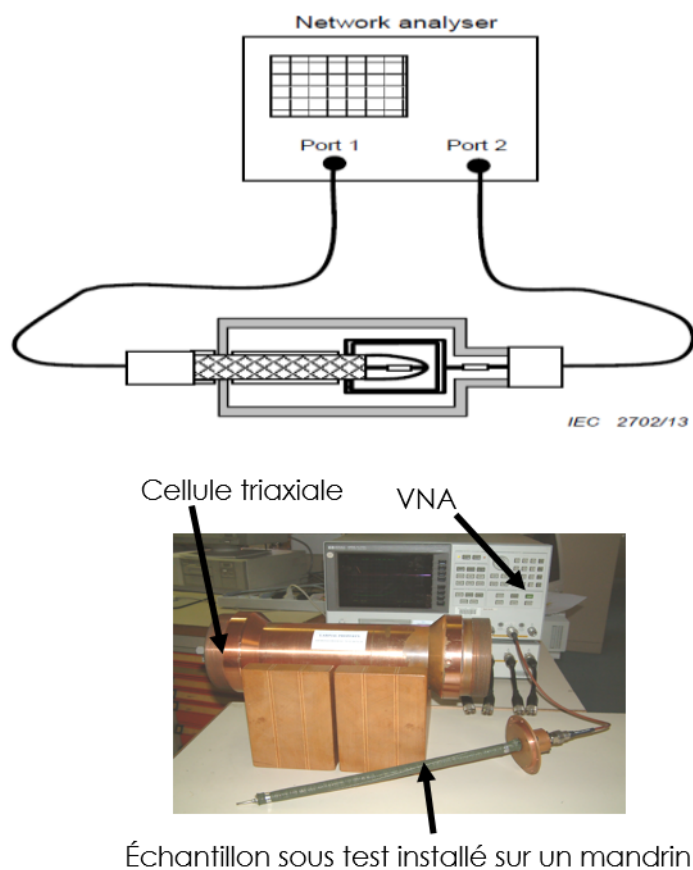 Network analyser
Port 1
Port 2
IEC 2702/13
Cellule triaxiale
VNA
Échantillon sous test installé sur un mandrin